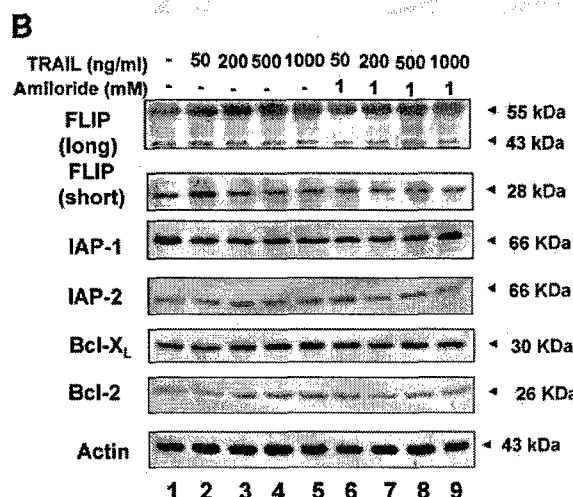 B
TRAIL (ng/ml) - 50 200 500 1000 50 200 500 1000
Amiloride (mM) - - - - - 1 1 1 1
FLIP (long) 55 kDa
43 kDa
FLIP (short) 28 kDa
IAP-1 66 KDa
IAP-2 66 KDa
Bcl-XL 30 KDa
Bcl-2 26 KDa
Actin 43 kDa
1 2 3 4 5 6 7 8 9